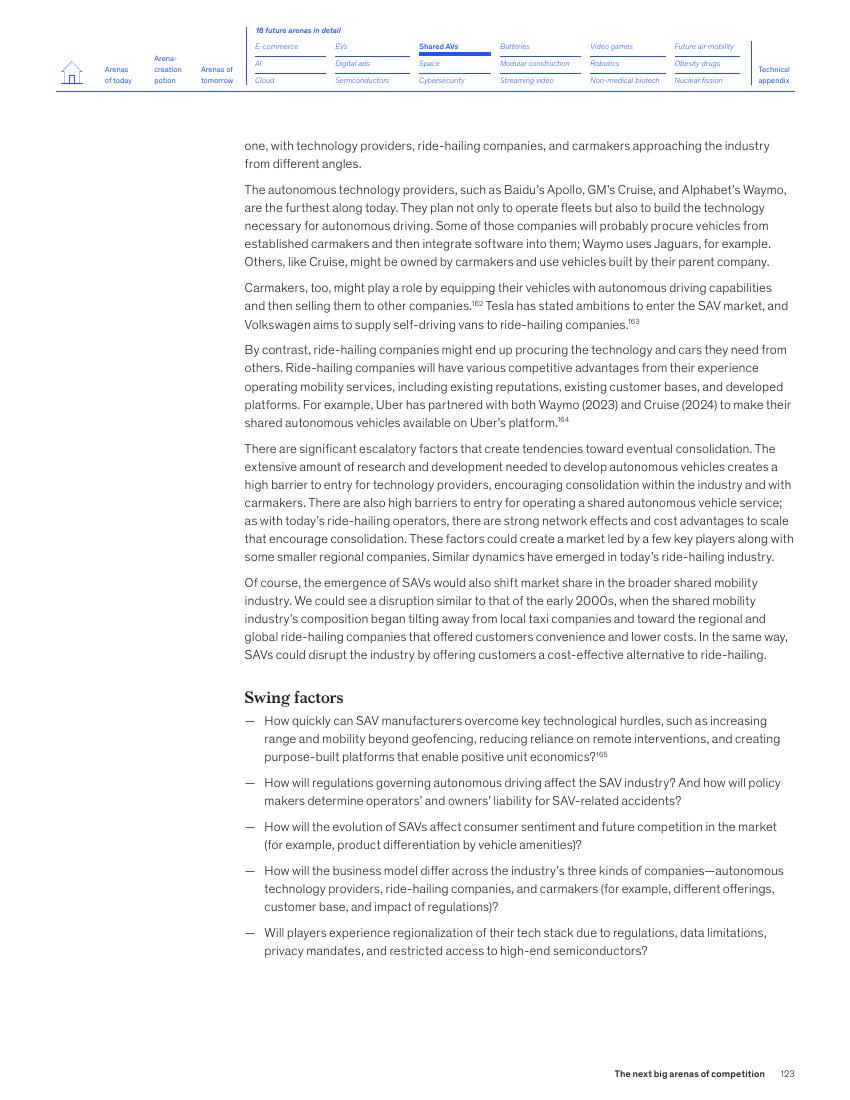 18 future arenas in detail
Arenas
of today
Arena-
creation
potion
Arenas of
tomorrow
E-commerce
EVs
Shared AVs
Batteries
Video games
Future air mobility
AI
Digital ads
Space
Modular construction
Robotics
Obesity drugs
Cloud
Semiconductors
Cybersecurity
Streaming video
Non-medical biotech
Nuclear fission
Technical
appendix
one, with technology providers, ride-hailing companies, and carmakers approaching the industry
from different angles.
The autonomous technology providers, such as Baidu’s Apollo, GM’s Cruise, and Alphabet’s Waymo,
are the furthest along today. They plan not only to operate fleets but also to build the technology
necessary for autonomous driving. Some of those companies will probably procure vehicles from
established carmakers and then integrate software into them; Waymo uses Jaguars, for example.
Others, like Cruise, might be owned by carmakers and use vehicles built by their parent company.
Carmakers, too, might play a role by equipping their vehicles with autonomous driving capabilities
and then selling them to other companies.162 Tesla has stated ambitions to enter the SAV market, and
Volkswagen aims to supply self-driving vans to ride-hailing companies.163
By contrast, ride-hailing companies might end up procuring the technology and cars they need from
others. Ride-hailing companies will have various competitive advantages from their experience
operating mobility services, including existing reputations, existing customer bases, and developed
platforms. For example, Uber has partnered with both Waymo (2023) and Cruise (2024) to make their
shared autonomous vehicles available on Uber’s platform.164
There are significant escalatory factors that create tendencies toward eventual consolidation. The
extensive amount of research and development needed to develop autonomous vehicles creates a
high barrier to entry for technology providers, encouraging consolidation within the industry and with
carmakers. There are also high barriers to entry for operating a shared autonomous vehicle service;
as with today’s ride-hailing operators, there are strong network effects and cost advantages to scale
that encourage consolidation. These factors could create a market led by a few key players along with
some smaller regional companies. Similar dynamics have emerged in today’s ride-hailing industry.
Of course, the emergence of SAVs would also shift market share in the broader shared mobility
industry. We could see a disruption similar to that of the early 2000s, when the shared mobility
industry’s composition began tilting away from local taxi companies and toward the regional and
global ride-hailing companies that offered customers convenience and lower costs. In the same way,
SAVs could disrupt the industry by offering customers a cost-effective alternative to ride-hailing.
Swing factors
— How quickly can SAV manufacturers overcome key technological hurdles, such as increasing
range and mobility beyond geofencing, reducing reliance on remote interventions, and creating
purpose-built platforms that enable positive unit economics?165
— How will regulations governing autonomous driving affect the SAV industry? And how will policy
makers determine operators’ and owners’ liability for SAV-related accidents?
— How will the evolution of SAVs affect consumer sentiment and future competition in the market
(for example, product differentiation by vehicle amenities)?
— How will the business model differ across the industry’s three kinds of companies—autonomous
technology providers, ride-hailing companies, and carmakers (for example, different offerings,
customer base, and impact of regulations)?
— Will players experience regionalization of their tech stack due to regulations, data limitations,
privacy mandates, and restricted access to high-end semiconductors?
The next big arenas of competition 123